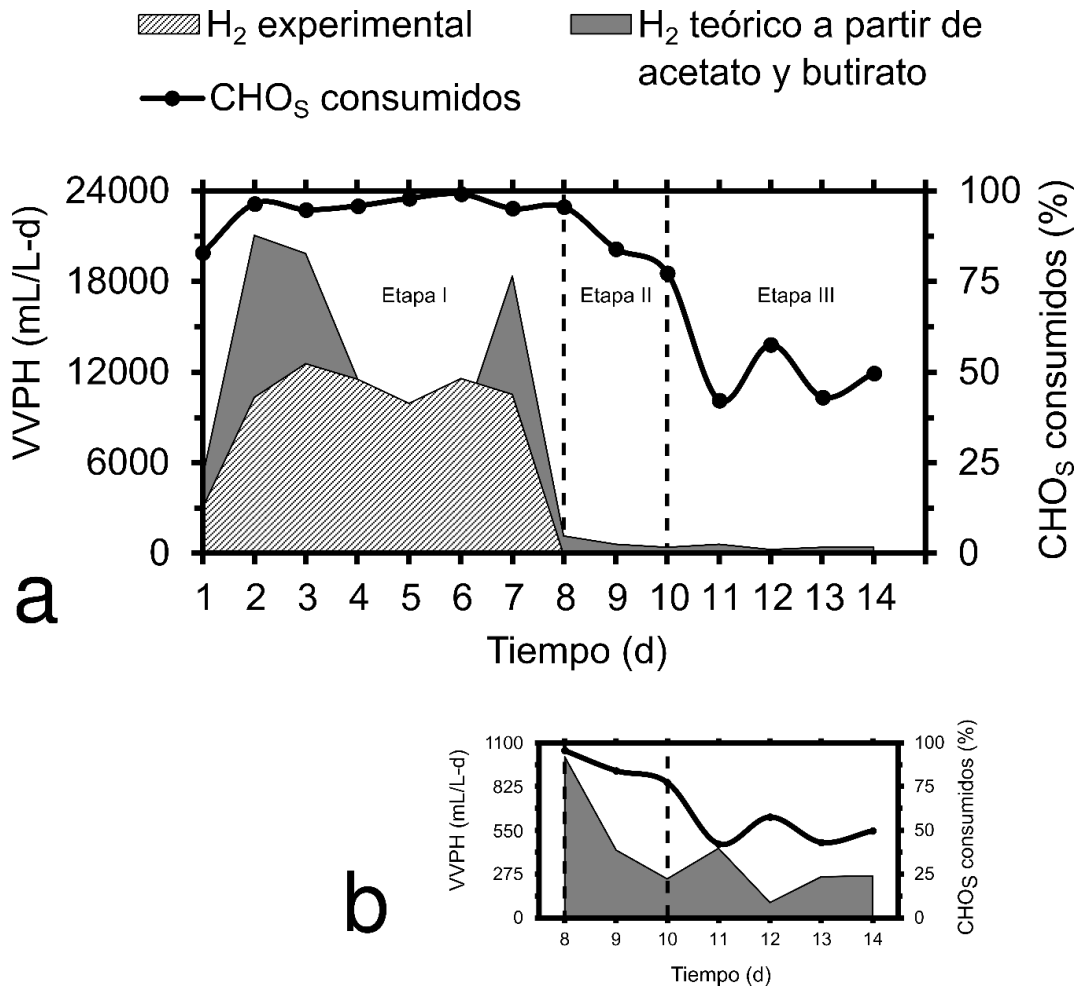 H₂ experimental
H₂ teórico a partir de
acetato y butirato
CHOₛ consumidos
24000
18000
12000
6000
0
VVPH (mL/L-d)
Etapa I
Etapa II
Etapa III
100
75
50
25
0
CHOₛ consumidos (%)
1 2 3 4 5 6 7 8 9 10 11 12 13 14
Tiempo (d)
a
1100
825
550
275
0
VVPH (mL/L-d)
100
75
50
25
0
CHOₛ consumidos (%)
8 9 10 11 12 13 14
Tiempo (d)
b